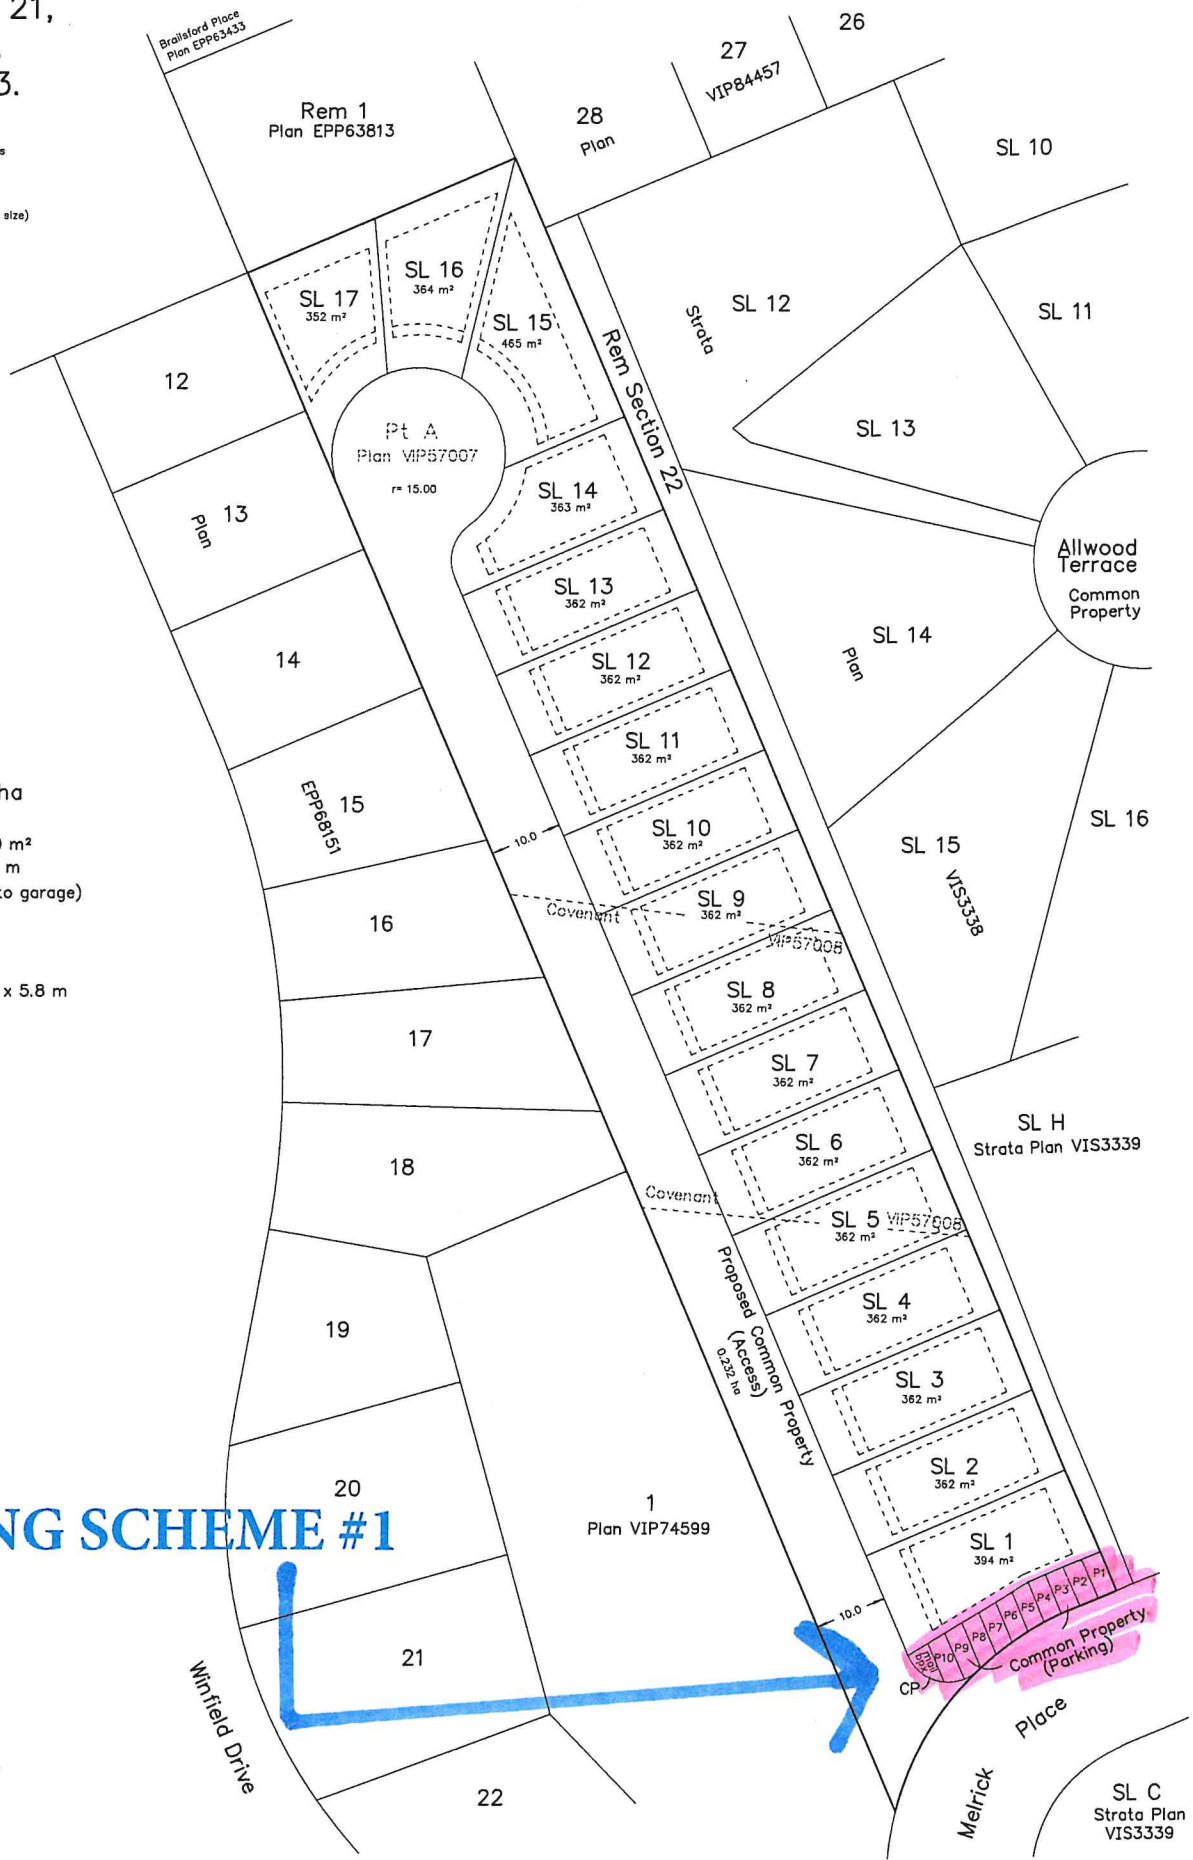 21,
3.
s
size)
Brailsford Place
Plan EPP63433
Rem 1
Plan EPP63813
28
Plan
27
VIP84457
26
SL 10
SL 17
352 m²
SL 16
364 m²
SL 15
465 m²
Rem Section 22
Strata
SL 12
SL 11
SL 13
12
Pt A
Plan VIP57007
r= 15.00
Plan
13
SL 14
363 m²
Allwood
Terrace
Common
Property
SL 13
362 m²
SL 14
Plan
14
SL 12
362 m²
SL 11
362 m²
ha
m²
m
to garage)
x 5.8 m
EPP68151
15
10.0
SL 10
362 m²
SL 15
VIS3338
SL 16
16
Covenant
SL 9
362 m²
VIP57008
SL 8
362 m²
17
SL 7
362 m²
SL H
Strata Plan VIS3339
18
SL 6
362 m²
Covenant
SL 5
362 m²
VIP57008
Proposed Common Property
(Access)
0.232 ha
SL 4
362 m²
19
SL 3
362 m²
20
SL 2
362 m²
1
Plan VIP74599
NG SCHEME #1
SL 1
394 m²
10.0
mail
box
P10
P9
P8
P7
P6
P5
P4
P3
P2
P1
CP
Common Property
(Parking)
21
Winfield Drive
22
Melrick
Place
SL C
Strata Plan
VIS3339